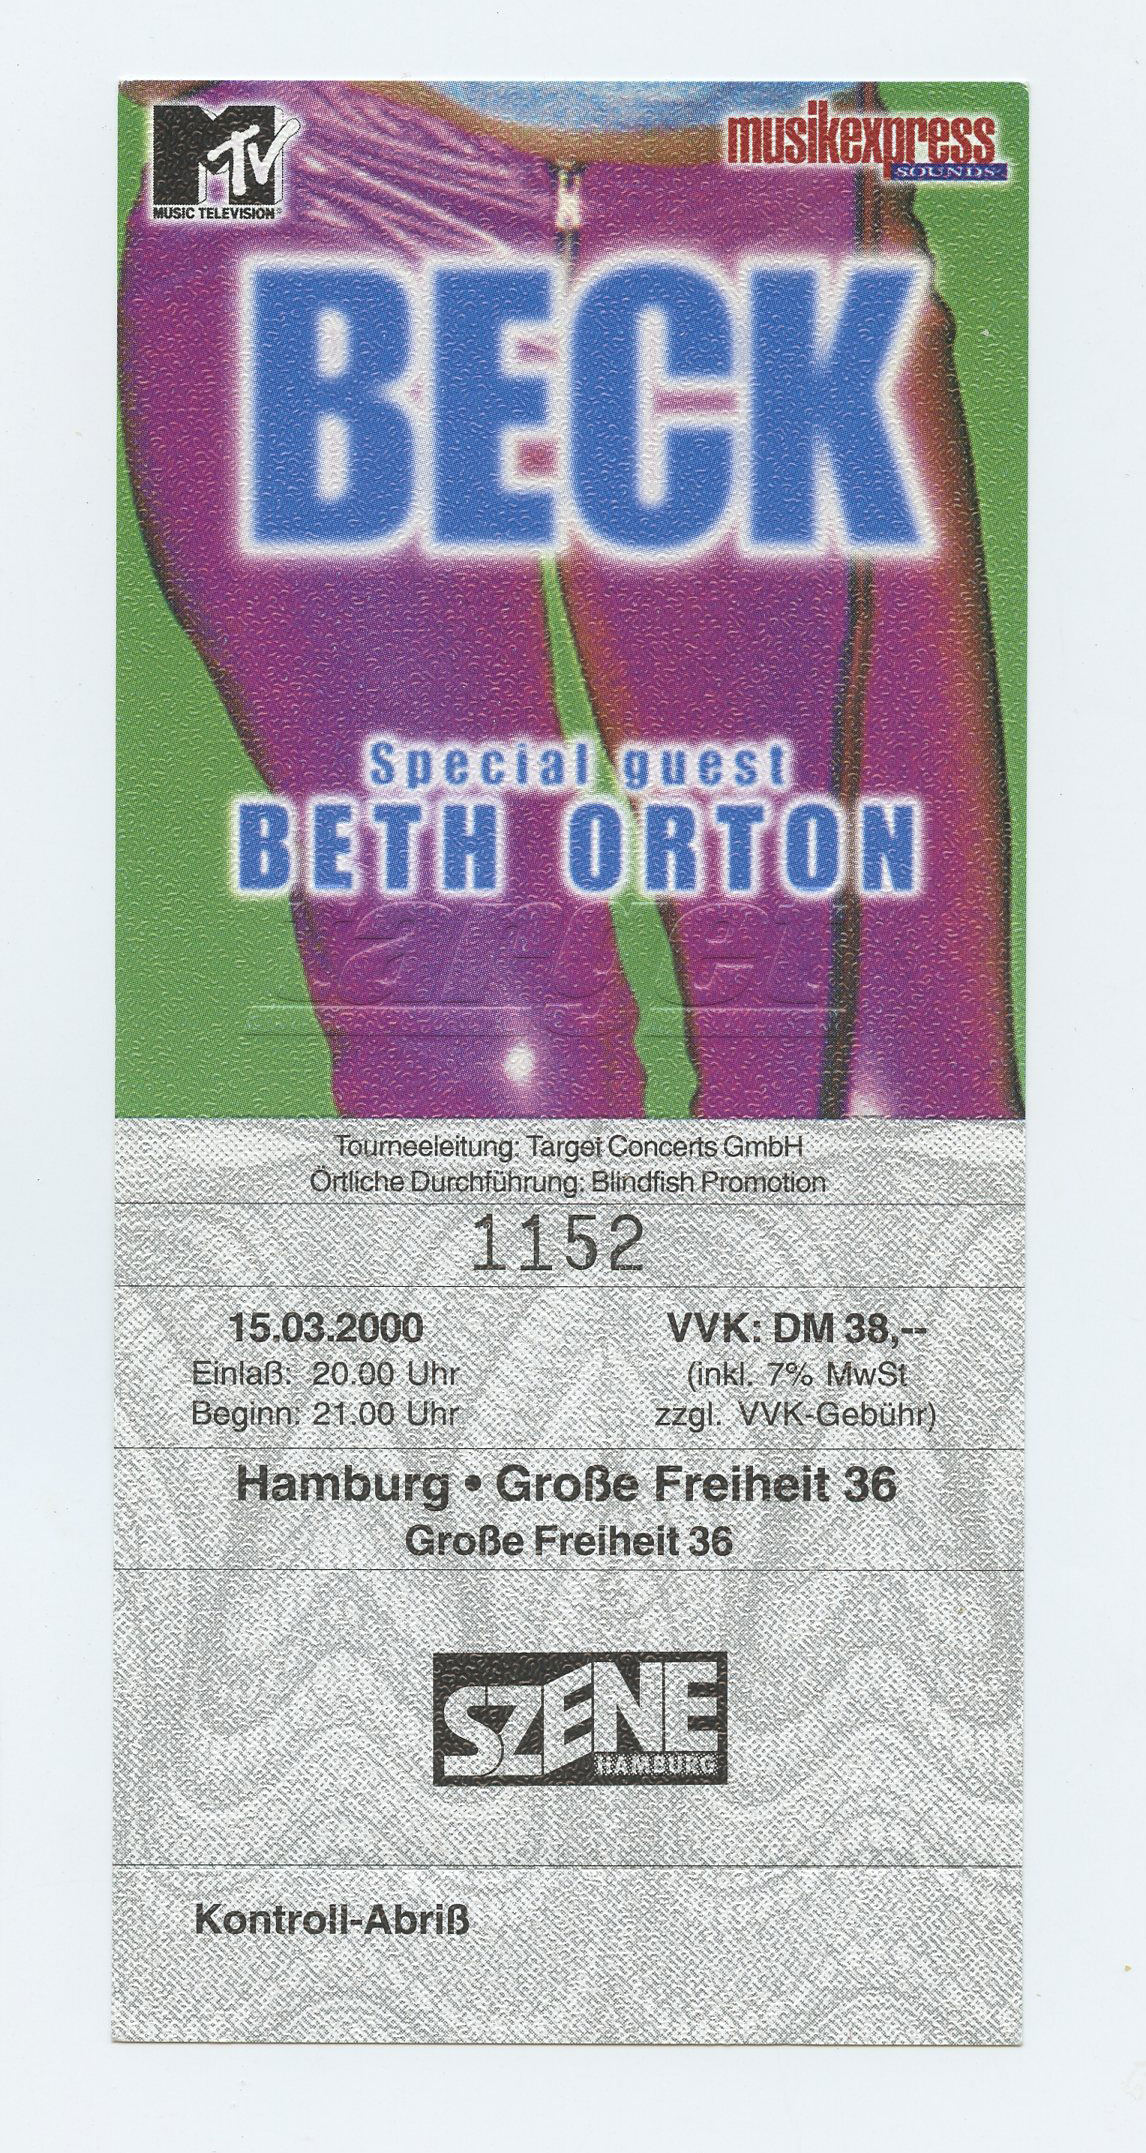 MTV
MUSIC TELEVISION®
musikexpress
SOUNDS
BECK
Special guest
BETH ORTON
target
Tourneeleitung: Target Concerts GmbH
Örtliche Durchführung: Blindfish Promotion
1152
15.03.2000
Einlaß: 20.00 Uhr
Beginn: 21.00 Uhr
VVK: DM 38,--
(inkl. 7% MwSt
zzgl. VVK-Gebühr)
Hamburg • Große Freiheit 36
Große Freiheit 36
SZENE
HAMBURG
Kontroll-Abriß